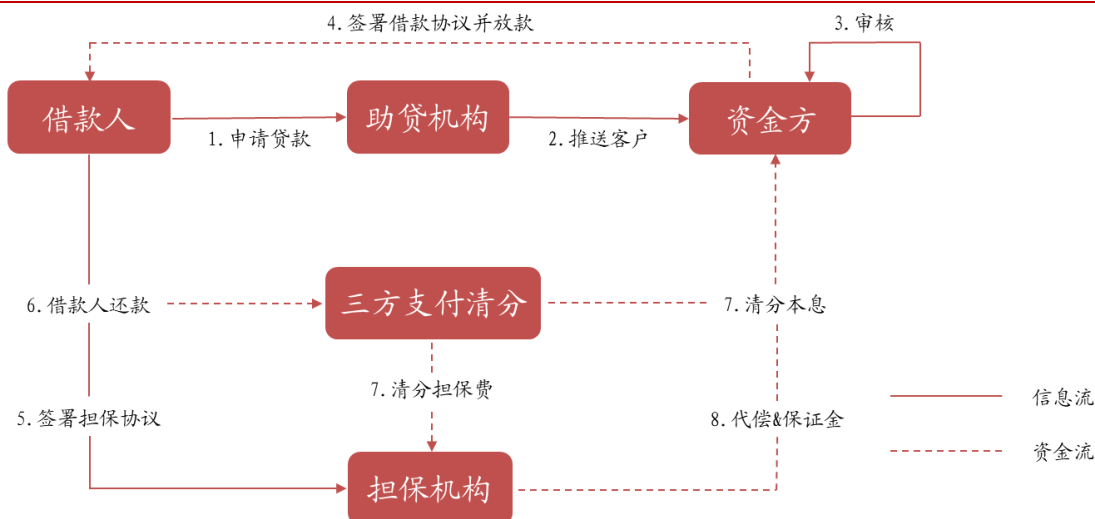 4.签署借款协议并放款
3.审核
借款人
助贷机构
资金方
1.申请贷款
2.推送客户
6.借款人还款
三方支付清分
7.清分本息
7.清分担保费
5.签署担保协议
8.代偿&保证金
信息流
资金流
担保机构